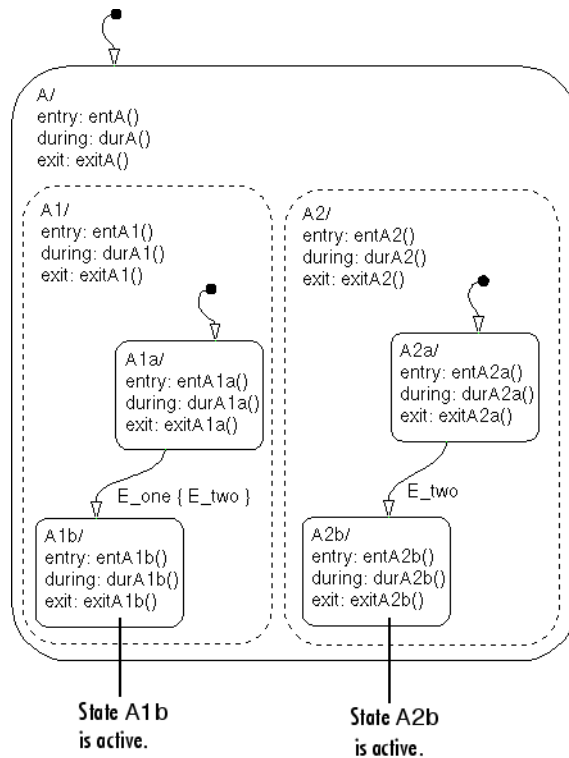 A/
entry: entA()
during: durA()
exit: exitA()
A1/
entry: entA1()
during: durA1()
exit: exitA1()
A1a/
entry: entA1a()
during: durA1a()
exit: exitA1a()
E_one { E_two }
A1b/
entry: entA1b()
during: durA1b()
exit: exitA1b()
A2/
entry: entA2()
during: durA2()
exit: exitA2()
A2a/
entry: entA2a()
during: durA2a()
exit: exitA2a()
E_two
A2b/
entry: entA2b()
during: durA2b()
exit: exitA2b()
State A1b
is active.
State A2b
is active.